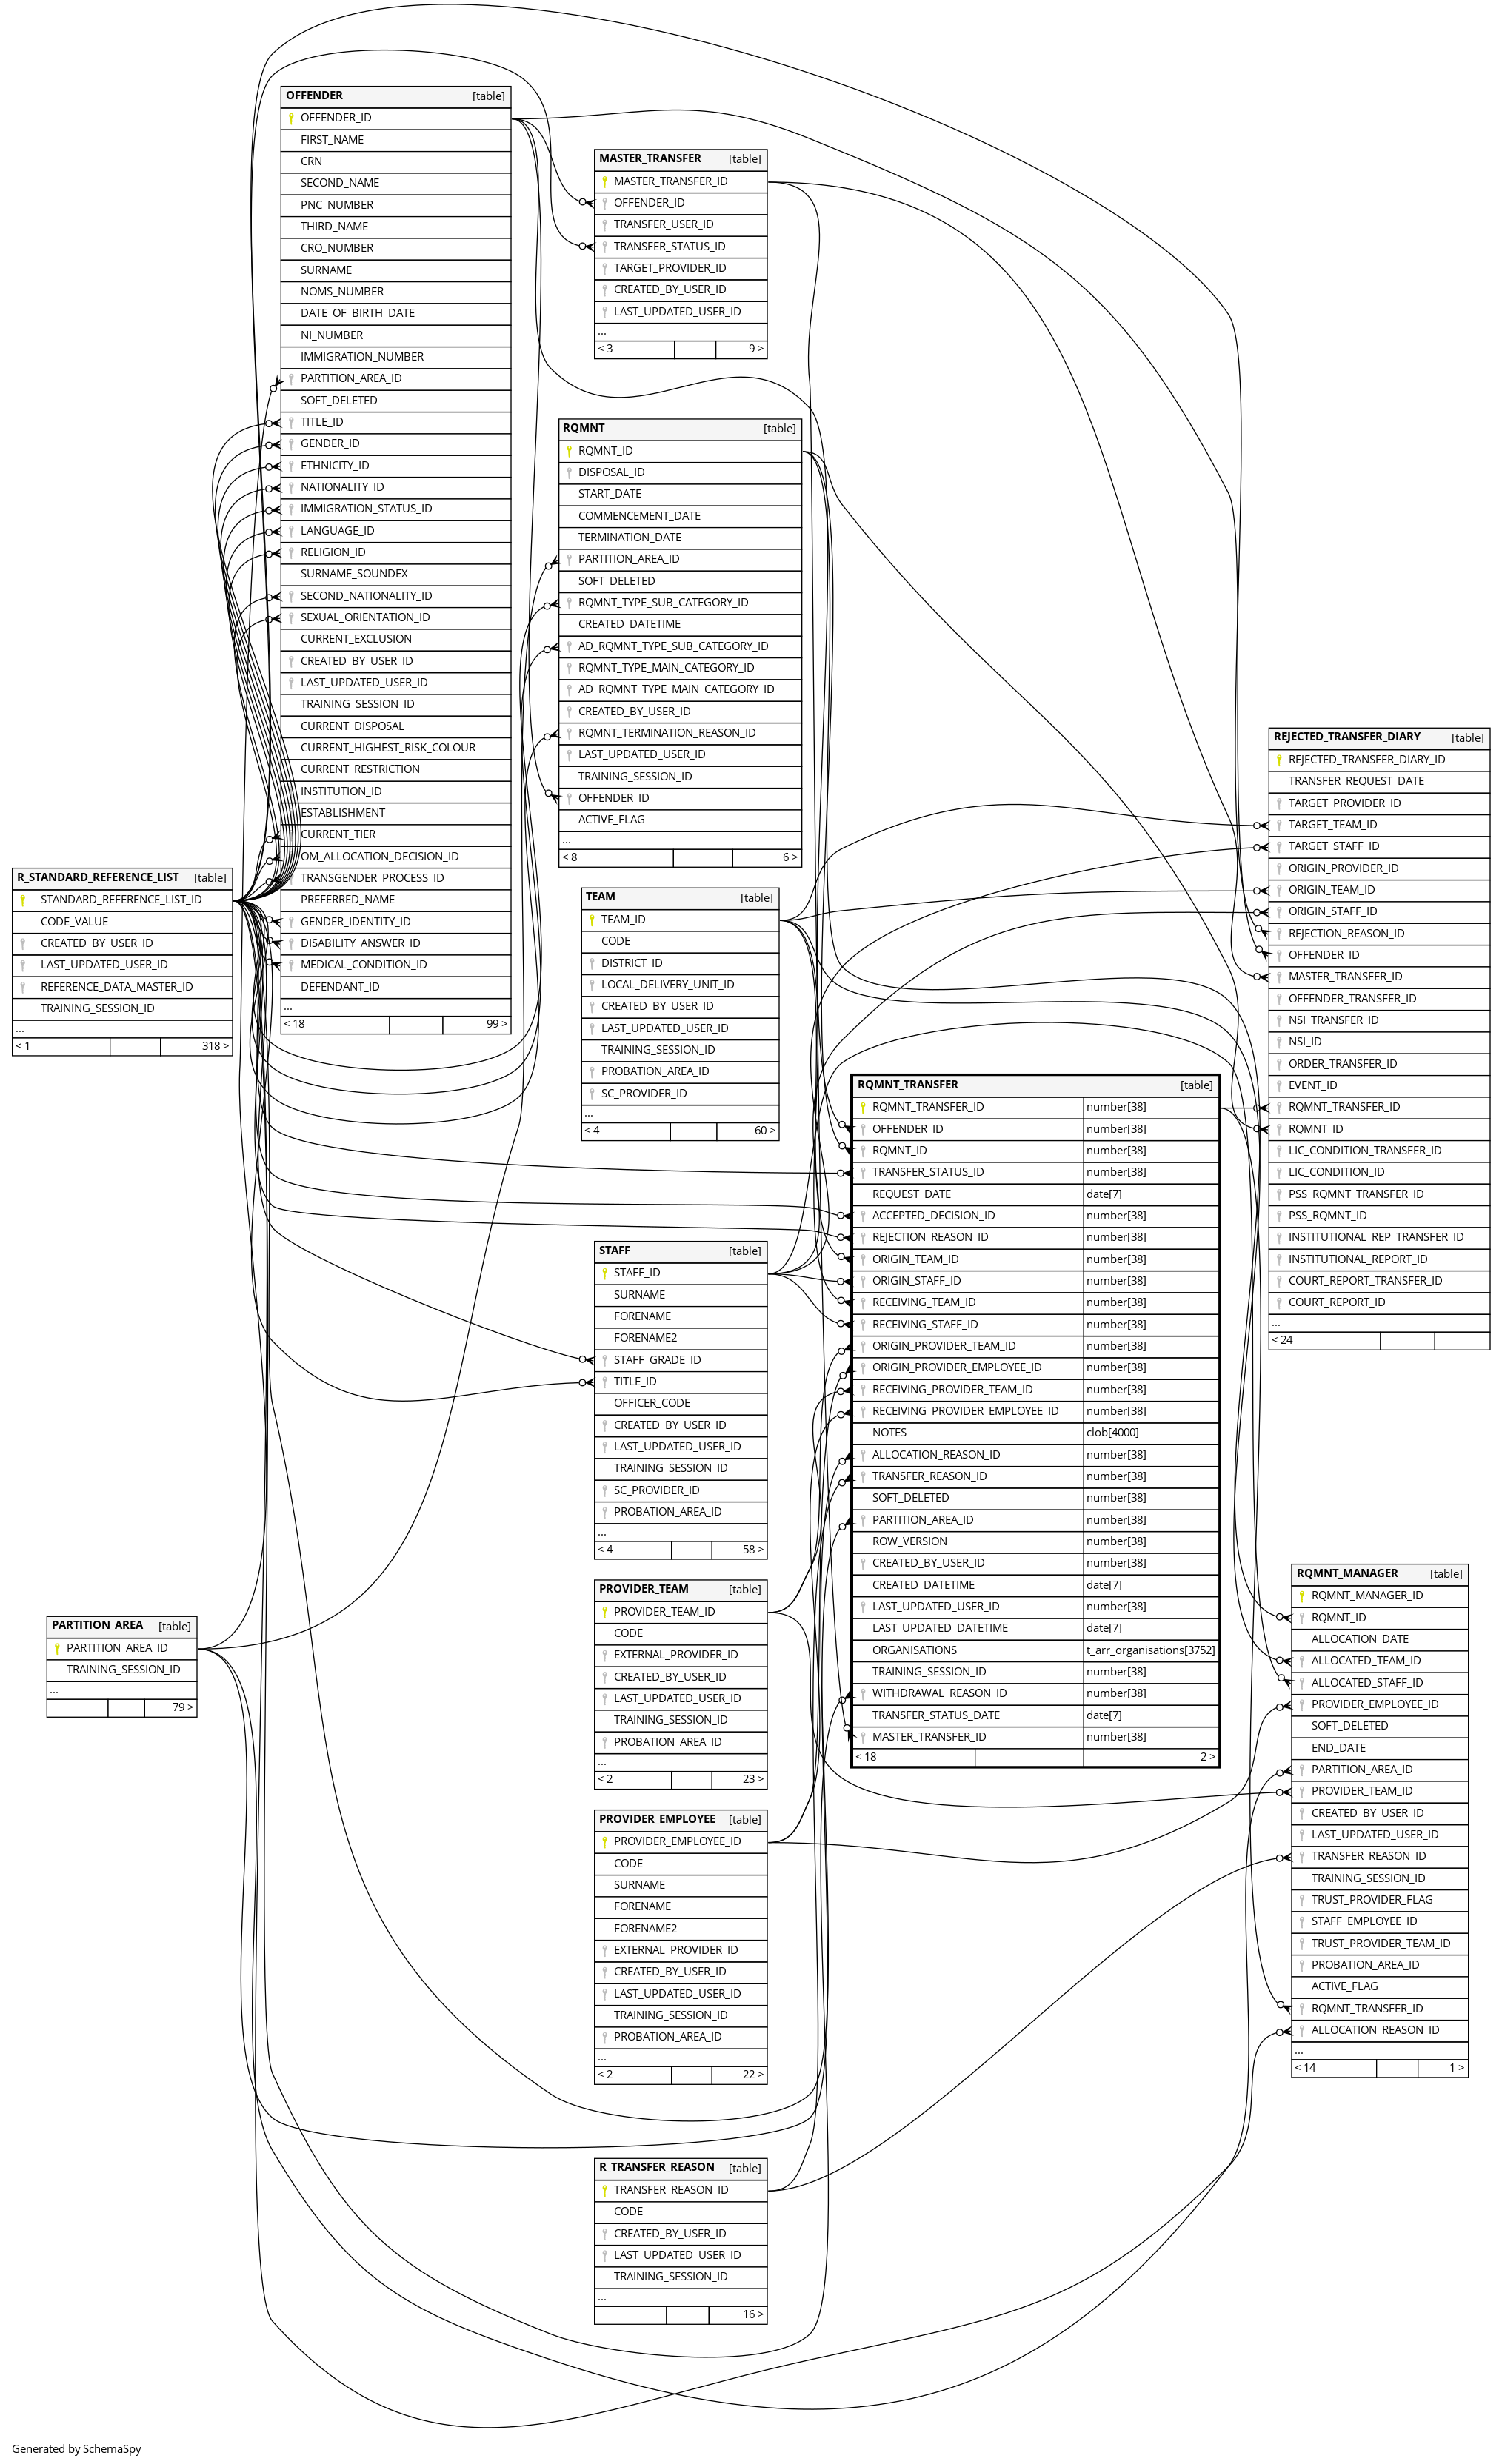 OFFENDER [table]
OFFENDER_ID
FIRST_NAME
CRN
SECOND_NAME
PNC_NUMBER
THIRD_NAME
CRO_NUMBER
SURNAME
NOMS_NUMBER
DATE_OF_BIRTH_DATE
NI_NUMBER
IMMIGRATION_NUMBER
PARTITION_AREA_ID
SOFT_DELETED
TITLE_ID
GENDER_ID
ETHNICITY_ID
NATIONALITY_ID
IMMIGRATION_STATUS_ID
LANGUAGE_ID
RELIGION_ID
SURNAME_SOUNDEX
SECOND_NATIONALITY_ID
SEXUAL_ORIENTATION_ID
CURRENT_EXCLUSION
CREATED_BY_USER_ID
LAST_UPDATED_USER_ID
TRAINING_SESSION_ID
CURRENT_DISPOSAL
CURRENT_HIGHEST_RISK_COLOUR
CURRENT_RESTRICTION
INSTITUTION_ID
ESTABLISHMENT
CURRENT_TIER
OM_ALLOCATION_DECISION_ID
TRANSGENDER_PROCESS_ID
PREFERRED_NAME
GENDER_IDENTITY_ID
DISABILITY_ANSWER_ID
MEDICAL_CONDITION_ID
DEFENDANT_ID
...
< 18 99 >
MASTER_TRANSFER [table]
MASTER_TRANSFER_ID
OFFENDER_ID
TRANSFER_USER_ID
TRANSFER_STATUS_ID
TARGET_PROVIDER_ID
CREATED_BY_USER_ID
LAST_UPDATED_USER_ID
...
< 3 9 >
RQMNT [table]
RQMNT_ID
DISPOSAL_ID
START_DATE
COMMENCEMENT_DATE
TERMINATION_DATE
PARTITION_AREA_ID
SOFT_DELETED
RQMNT_TYPE_SUB_CATEGORY_ID
CREATED_DATETIME
AD_RQMNT_TYPE_SUB_CATEGORY_ID
RQMNT_TYPE_MAIN_CATEGORY_ID
AD_RQMNT_TYPE_MAIN_CATEGORY_ID
CREATED_BY_USER_ID
RQMNT_TERMINATION_REASON_ID
LAST_UPDATED_USER_ID
TRAINING_SESSION_ID
OFFENDER_ID
ACTIVE_FLAG
...
< 8 6 >
R_STANDARD_REFERENCE_LIST [table]
STANDARD_REFERENCE_LIST_ID
CODE_VALUE
CREATED_BY_USER_ID
LAST_UPDATED_USER_ID
REFERENCE_DATA_MASTER_ID
TRAINING_SESSION_ID
...
< 1 318 >
TEAM [table]
TEAM_ID
CODE
DISTRICT_ID
LOCAL_DELIVERY_UNIT_ID
CREATED_BY_USER_ID
LAST_UPDATED_USER_ID
TRAINING_SESSION_ID
PROBATION_AREA_ID
SC_PROVIDER_ID
...
< 4 60 >
REJECTED_TRANSFER_DIARY [table]
REJECTED_TRANSFER_DIARY_ID
TRANSFER_REQUEST_DATE
TARGET_PROVIDER_ID
TARGET_TEAM_ID
TARGET_STAFF_ID
ORIGIN_PROVIDER_ID
ORIGIN_TEAM_ID
ORIGIN_STAFF_ID
REJECTION_REASON_ID
OFFENDER_ID
MASTER_TRANSFER_ID
OFFENDER_TRANSFER_ID
NSI_TRANSFER_ID
NSI_ID
ORDER_TRANSFER_ID
EVENT_ID
RQMNT_TRANSFER_ID
RQMNT_ID
LIC_CONDITION_TRANSFER_ID
LIC_CONDITION_ID
PSS_RQMNT_TRANSFER_ID
PSS_RQMNT_ID
INSTITUTIONAL_REP_TRANSFER_ID
INSTITUTIONAL_REPORT_ID
COURT_REPORT_TRANSFER_ID
COURT_REPORT_ID
...
< 24
RQMNT_TRANSFER [table]
RQMNT_TRANSFER_ID number[38]
OFFENDER_ID number[38]
RQMNT_ID number[38]
TRANSFER_STATUS_ID number[38]
REQUEST_DATE date[7]
ACCEPTED_DECISION_ID number[38]
REJECTION_REASON_ID number[38]
ORIGIN_TEAM_ID number[38]
ORIGIN_STAFF_ID number[38]
RECEIVING_TEAM_ID number[38]
RECEIVING_STAFF_ID number[38]
ORIGIN_PROVIDER_TEAM_ID number[38]
ORIGIN_PROVIDER_EMPLOYEE_ID number[38]
RECEIVING_PROVIDER_TEAM_ID number[38]
RECEIVING_PROVIDER_EMPLOYEE_ID number[38]
NOTES clob[4000]
ALLOCATION_REASON_ID number[38]
TRANSFER_REASON_ID number[38]
SOFT_DELETED number[38]
PARTITION_AREA_ID number[38]
ROW_VERSION number[38]
CREATED_BY_USER_ID number[38]
CREATED_DATETIME date[7]
LAST_UPDATED_USER_ID number[38]
LAST_UPDATED_DATETIME date[7]
ORGANISATIONS t_arr_organisations[3752]
TRAINING_SESSION_ID number[38]
WITHDRAWAL_REASON_ID number[38]
TRANSFER_STATUS_DATE date[7]
MASTER_TRANSFER_ID number[38]
< 18 2 >
STAFF [table]
STAFF_ID
SURNAME
FORENAME
FORENAME2
STAFF_GRADE_ID
TITLE_ID
OFFICER_CODE
CREATED_BY_USER_ID
LAST_UPDATED_USER_ID
TRAINING_SESSION_ID
SC_PROVIDER_ID
PROBATION_AREA_ID
...
< 4 58 >
PROVIDER_TEAM [table]
PROVIDER_TEAM_ID
CODE
EXTERNAL_PROVIDER_ID
CREATED_BY_USER_ID
LAST_UPDATED_USER_ID
TRAINING_SESSION_ID
PROBATION_AREA_ID
...
< 2 23 >
PARTITION_AREA [table]
PARTITION_AREA_ID
TRAINING_SESSION_ID
...
79 >
RQMNT_MANAGER [table]
RQMNT_MANAGER_ID
RQMNT_ID
ALLOCATION_DATE
ALLOCATED_TEAM_ID
ALLOCATED_STAFF_ID
PROVIDER_EMPLOYEE_ID
SOFT_DELETED
END_DATE
PARTITION_AREA_ID
PROVIDER_TEAM_ID
CREATED_BY_USER_ID
LAST_UPDATED_USER_ID
TRANSFER_REASON_ID
TRAINING_SESSION_ID
TRUST_PROVIDER_FLAG
STAFF_EMPLOYEE_ID
TRUST_PROVIDER_TEAM_ID
PROBATION_AREA_ID
ACTIVE_FLAG
RQMNT_TRANSFER_ID
ALLOCATION_REASON_ID
...
< 14 1 >
PROVIDER_EMPLOYEE [table]
PROVIDER_EMPLOYEE_ID
CODE
SURNAME
FORENAME
FORENAME2
EXTERNAL_PROVIDER_ID
CREATED_BY_USER_ID
LAST_UPDATED_USER_ID
TRAINING_SESSION_ID
PROBATION_AREA_ID
...
< 2 22 >
R_TRANSFER_REASON [table]
TRANSFER_REASON_ID
CODE
CREATED_BY_USER_ID
LAST_UPDATED_USER_ID
TRAINING_SESSION_ID
...
16 >
Generated by SchemaSpy